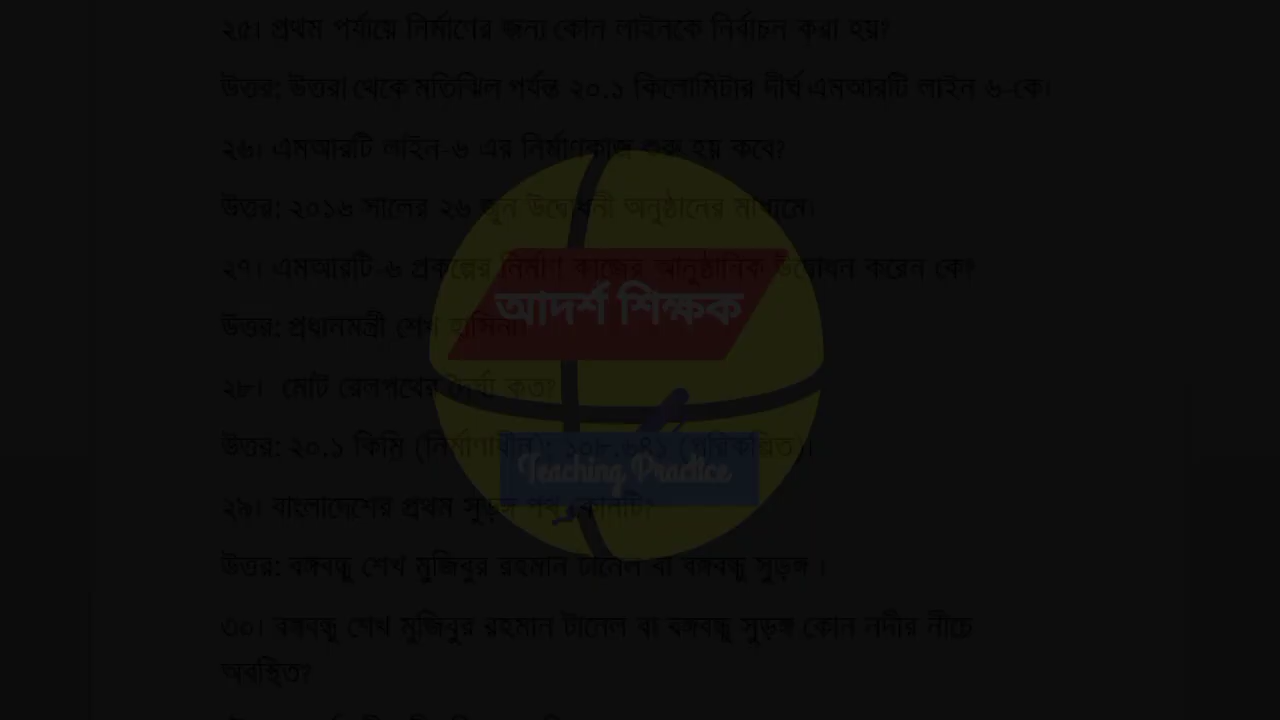 ২৫। প্রথম পর্যায়ে নির্মাণের জন্য কোন লাইনকে নির্বাচন করা হয়?
উত্তর: উত্তরা থেকে মতিঝিল পর্যন্ত ২০.১ কিলোমিটার দীর্ঘ এমআরটি লাইন ৬-কে।
২৬। এমআরটি লাইন-৬ এর নির্মাণকাজ শুরু হয় কবে?
উত্তর: ২০১৬ সালের ২৬ জুন উদ্বোধনী অনুষ্ঠানের মাধ্যমে।
২৭। এমআরটি-৬ প্রকল্পের নির্মাণ কাজের আনুষ্ঠানিক উদ্বোধন করেন কে?
আদর্শ শিক্ষক
উত্তর: প্রধানমন্ত্রী শেখ হাসিনা।
২৮। মোট রেলপথের দৈর্ঘ্য কত?
উত্তর: ২০.১ কিমি (নির্মাণাধীন); ১০৮.৬৪১ (পরিকল্পিত)।
Teaching Practice
২৯। বাংলাদেশের প্রথম সুড়ঙ্গ পথ কোনটি?
উত্তর: বঙ্গবন্ধু শেখ মুজিবুর রহমান টানেল বা বঙ্গবন্ধু সুড়ঙ্গ ।
৩০। বঙ্গবন্ধু শেখ মুজিবুর রহমান টানেল বা বঙ্গবন্ধু সুড়ঙ্গ কোন নদীর নীচে
অবস্থিত?